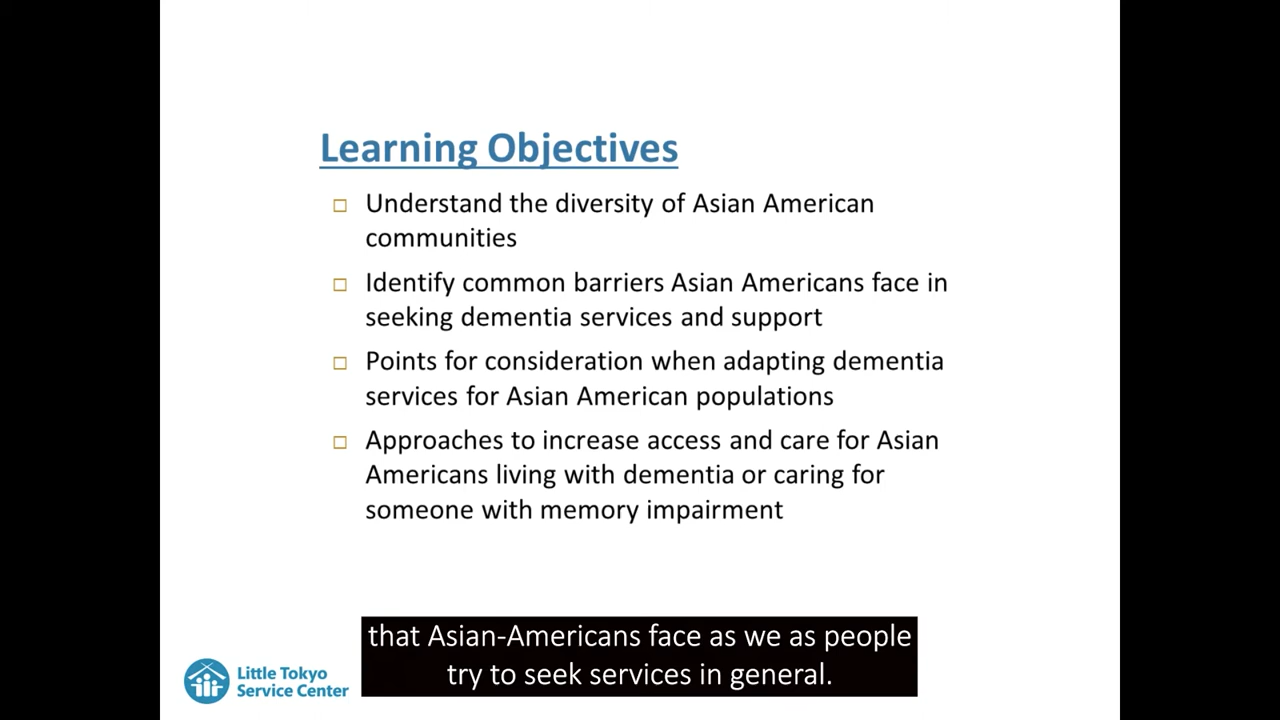 Learning Objectives
Understand the diversity of Asian American
communities
Identify common barriers Asian Americans face in
seeking dementia services and support
Points for consideration when adapting dementia
services for Asian American populations
Approaches to increase access and care for Asian
Americans living with dementia or caring for
someone with memory impairment
that Asian-Americans face as we as people
try to seek services in general.
Little Tokyo
Service Center